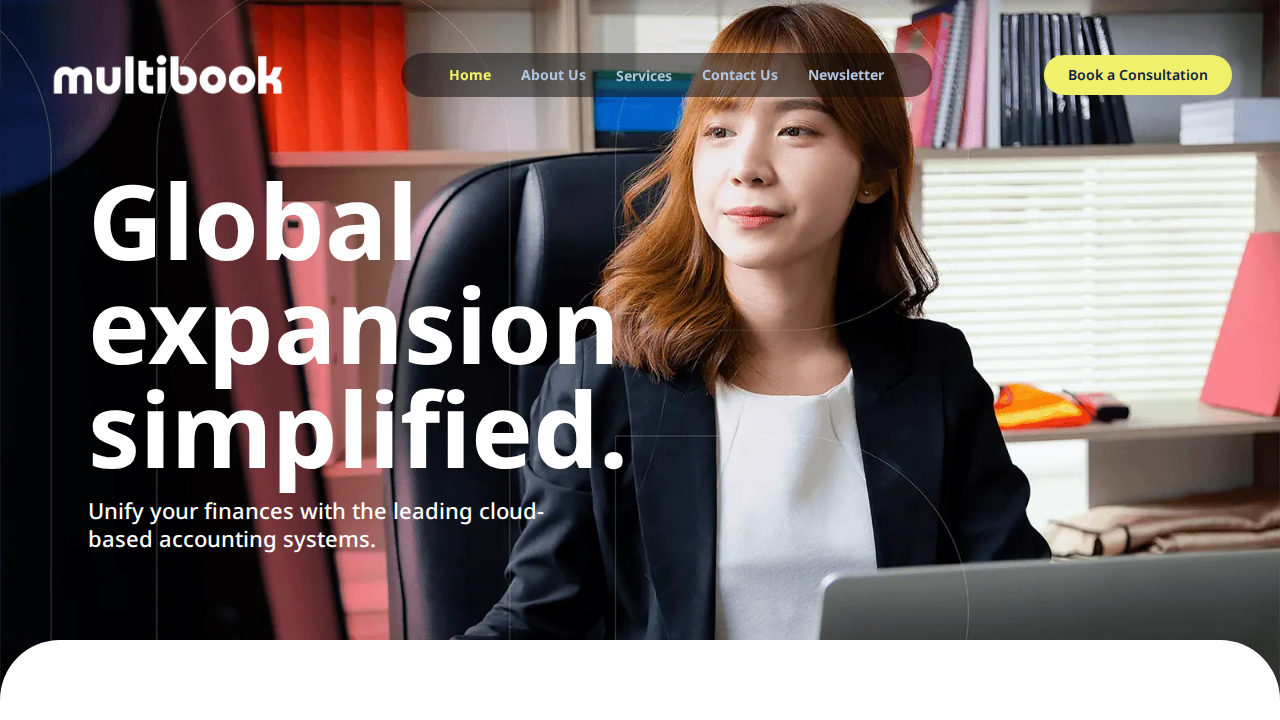 multibook
Home
About Us
Services
Contact Us
Newsletter
Book a Consultation
Global
expansion
simplified.
Unify your finances with the leading cloud-
based accounting systems.